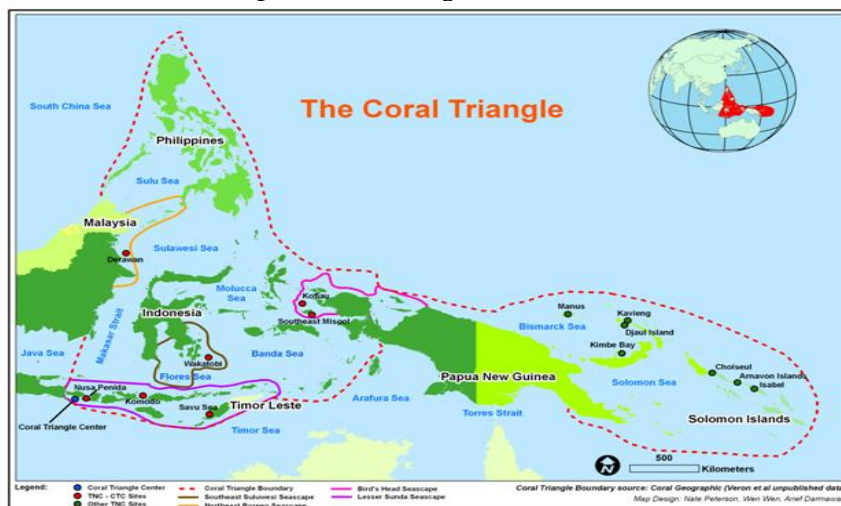 The Coral Triangle
South China Sea
Philippines
Sulu Sea
Malaysia
Sulawesi Sea
Derawan
Molucca
Sea
Kofiau
Southeast Misool
Manus
Kavieng
Bismarck Sea
Djaul Island
Indonesia
Makasar Strait
Java Sea
Banda Sea
Kimbe Bay
Wakatobi
Flores Sea
Papua New Guinea
Choiseul
Arnavon Islands
Isabel
Solomon Sea
Nusa Penida
Komodo
Timor Leste
Arafura Sea
Solomon Islands
Savu Sea
Torres Strait
Coral Triangle Center
Timor Sea
500
N
Kilometers
Legend:
Coral Triangle Center
TNC - CTC Sites
Other TNC Sites
Coral Triangle Boundary
Southeast Suluwesi Seascape
Northeast Borneo Seascape
Bird's Head Seascape
Lesser Sunda Seascape
Coral Triangle Boundary source: Coral Geographic (Veron et al unpublished data
Map Design: Nate Peterson, Wen Wen, Arief Darmawan